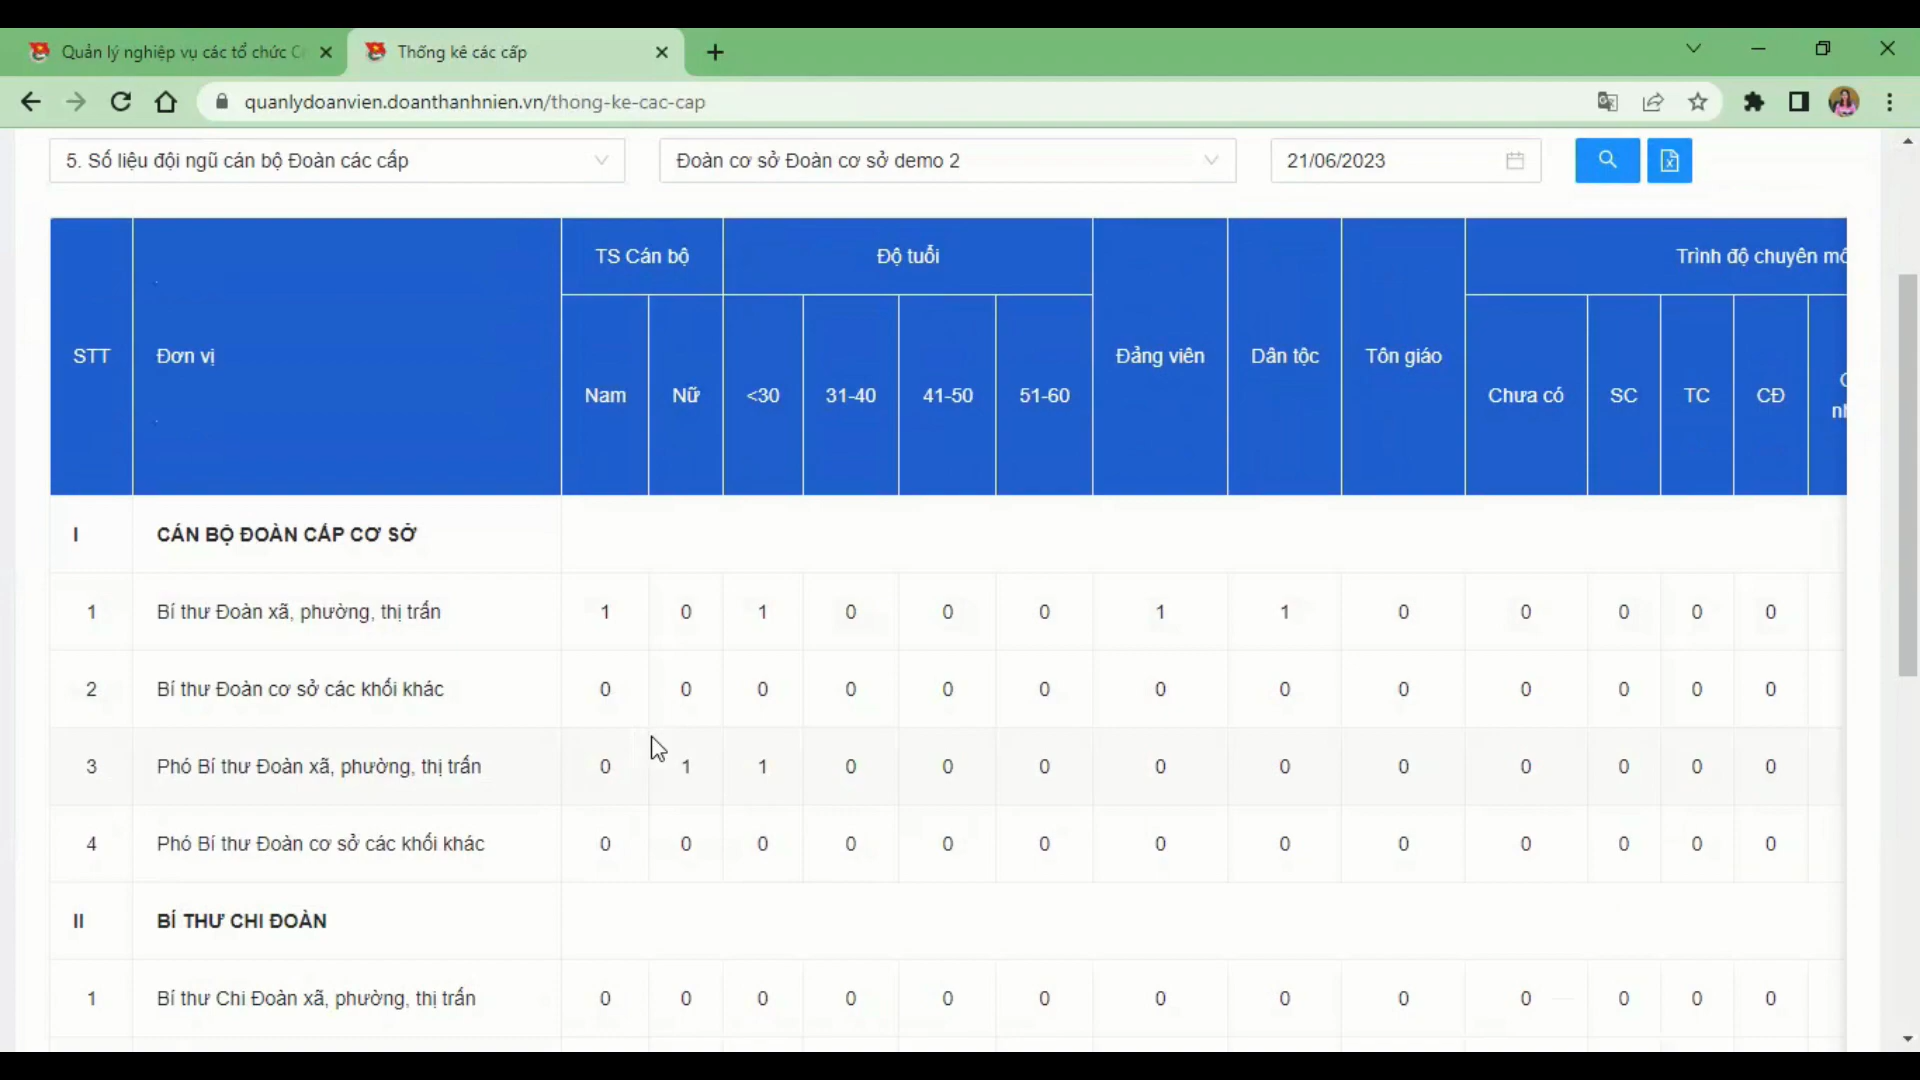 Quản lý nghiệp vụ các tổ chức
Thống kê các cấp
quanlydoanvien.doanthanhnien.vn/thong-ke-cac-cap
5. Số liệu đội ngũ cán bộ Đoàn các cấp
Đoàn cơ sở Đoàn cơ sở demo 2
21/06/2023
STT Đơn vị TS Cán bộ Độ tuổi Đảng viên Dân tộc Tôn giáo Trình độ chuyên
Nam Nữ <30 31-40 41-50 51-60 Chưa có SC TC CĐ
I CÁN BỘ ĐOÀN CẤP CƠ SỞ
1 Bí thư Đoàn xã, phường, thị trấn 1 0 1 0 0 0 1 1 0 0 0 0 0
2 Bí thư Đoàn cơ sở các khối khác 0 0 0 0 0 0 0 0 0 0 0 0 0
3 Phó Bí thư Đoàn xã, phường, thị trấn 0 1 1 0 0 0 0 0 0 0 0 0 0
4 Phó Bí thư Đoàn cơ sở các khối khác 0 0 0 0 0 0 0 0 0 0 0 0 0
II BÍ THƯ CHI ĐOÀN
1 Bí thư Chi Đoàn xã, phường, thị trấn 0 0 0 0 0 0 0 0 0 0 0 0 0